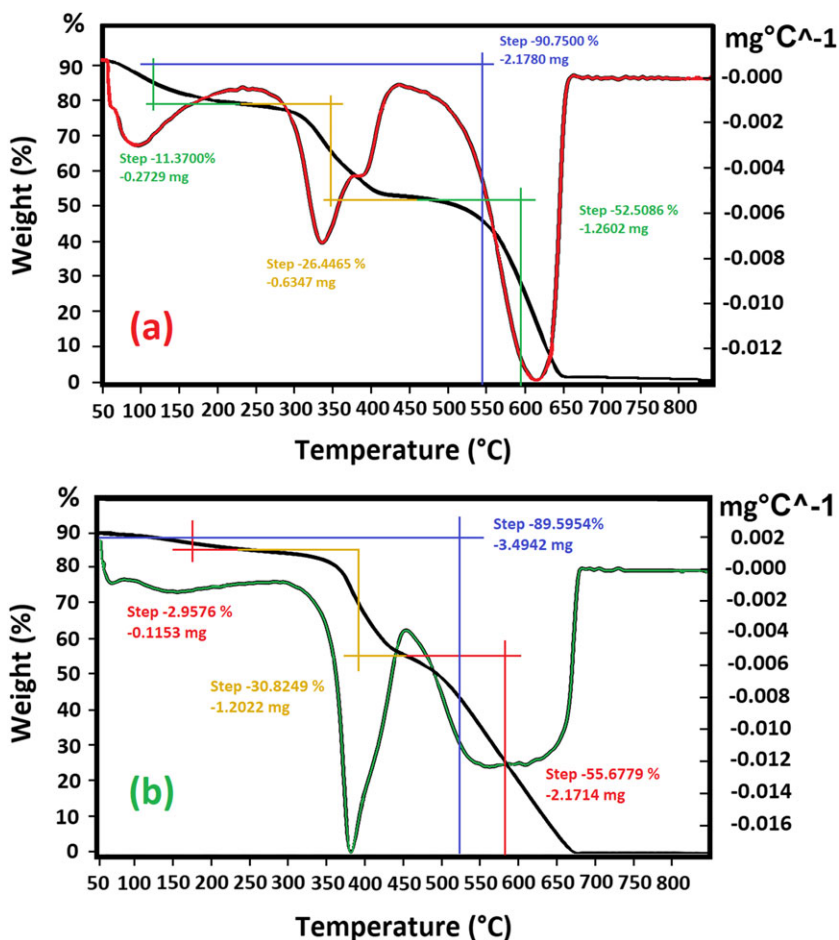 %
mg°C^-1
Weight (%)
90
80
70
60
50
40
30
20
10
0
Step -90.7500 %
-2.1780 mg
Step -11.3700%
-0.2729 mg
Step -26.4465 %
-0.6347 mg
Step -52.5086 %
-1.2602 mg
(a)
-0.000
-0.002
-0.004
-0.006
-0.008
-0.009
-0.010
-0.012
50 100 150 200 250 300 350 400 450 500 550 600 650 700 750 800
Temperature (°C)
%
mg°C^-1
Weight (%)
90
80
70
60
50
40
30
20
10
0
Step -89.5954%
-3.4942 mg
Step -2.9576 %
-0.1153 mg
Step -30.8249 %
-1.2022 mg
Step -55.6779 %
-2.1714 mg
(b)
0.002
-0.000
-0.002
-0.004
-0.006
-0.008
-0.010
-0.012
-0.014
-0.016
50 100 150 200 250 300 350 400 450 500 550 600 650 700 750 800
Temperature (°C)